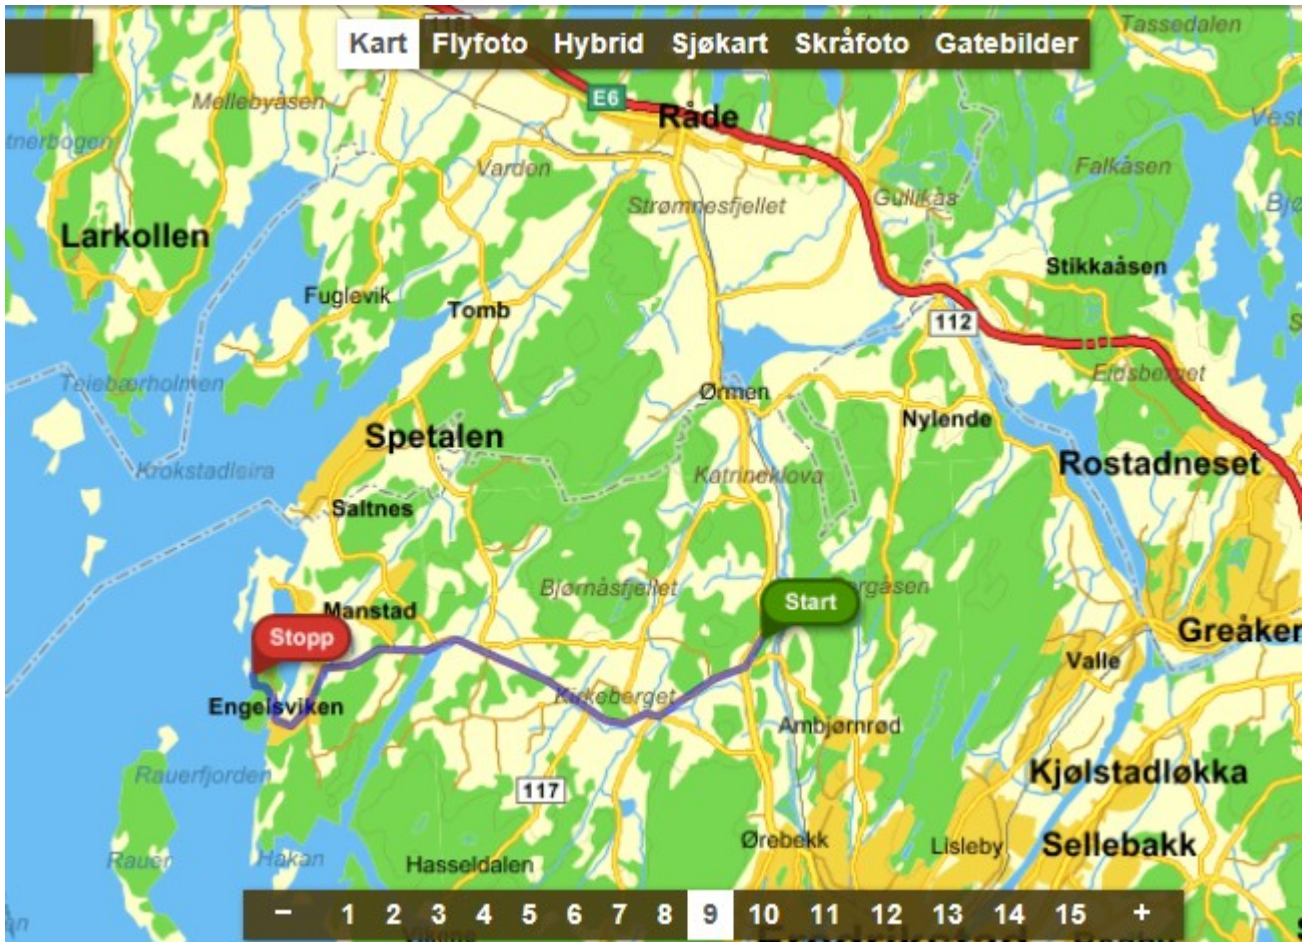 118
Tassedalen
Kart Flyfoto Hybrid Sjøkart Skråfoto Gatebilder
E6
Mellebyåsen
Råde
Vardon
Falkåsen
Gullikås
Strømnesfjellet
Larkollen
Stikkaåsen
Fuglevik
Tomb
112
Eidsberget
Teiebærholmen
Ørmen
Nylende
Spetalen
Krokstadleira
Katrineklova
Rostadneset
Saltnes
Bjørnåsfjellet
Start
Manstad
Stopp
Greåker
Valle
Kirkeberget
Engelsviken
Ambjørnrød
Rauerfjorden
Kjølstadløkka
117
Ørebekk
Lisleby
Sellebakk
Rauer
Håkan
Hasseldalen
− 1 2 3 4 5 6 7 8 9 10 11 12 13 14 15 +